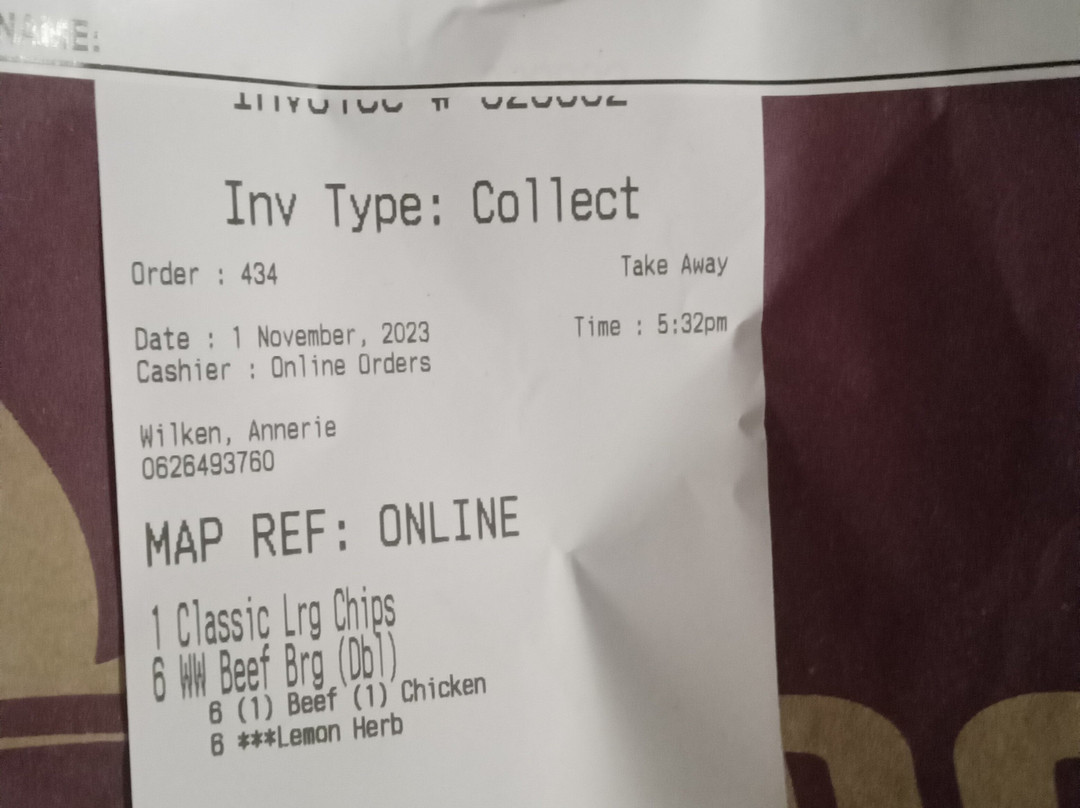 NAME:
Inv Type: Collect
Order : 434 Take Away
Date : 1 November, 2023 Time : 5:32pm
Cashier : Online Orders
Wilken, Annerie
0626493760
MAP REF: ONLINE
1 Classic Lrg Chips
6 WW Beef Brg (Dbl)
6 (1) Beef (1) Chicken
6 ***Lemon Herb